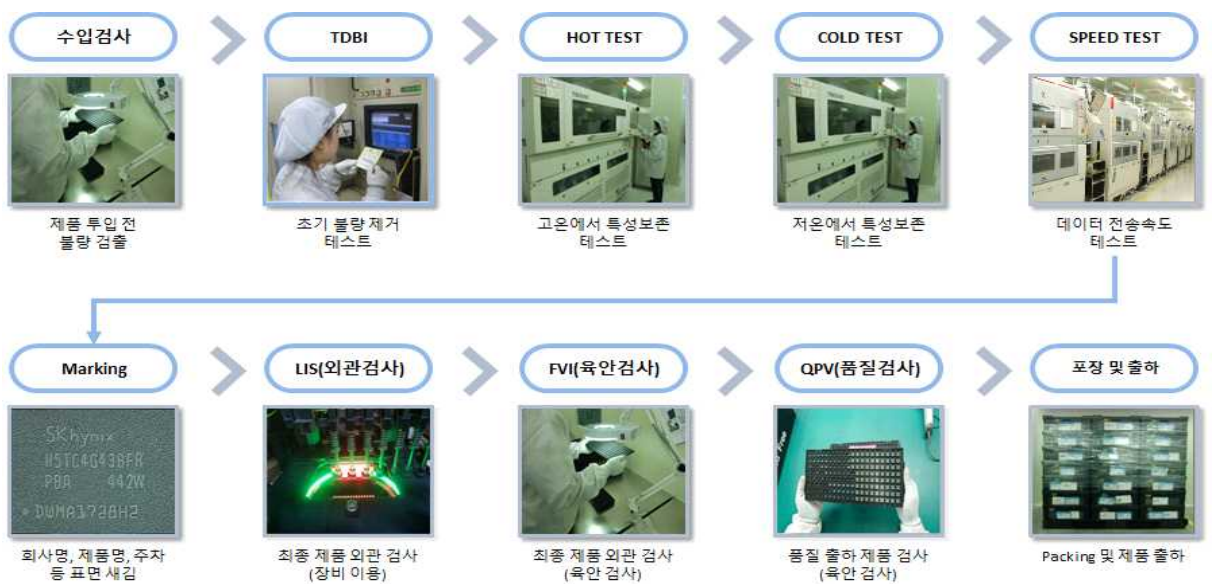 수입검사
TDBI
HOT TEST
COLD TEST
SPEED TEST
제품 투입 전
불량 검출
초기 불량 제거
테스트
고온에서 특성보존
테스트
저온에서 특성보존
테스트
데이터 전송속도
테스트
Marking
LIS(외관검사)
FVI(육안검사)
QPV(품질검사)
포장 및 출하
SKhynix
H5TC4G43BFR
PBA 442W
DWMA1728H2
회사명, 제품명, 주차
등 표면 새김
최종 제품 외관 검사
(장비 이용)
최종 제품 외관 검사
(육안 검사)
품질 출하 제품 검사
(육안 검사)
Packing 및 제품 출하